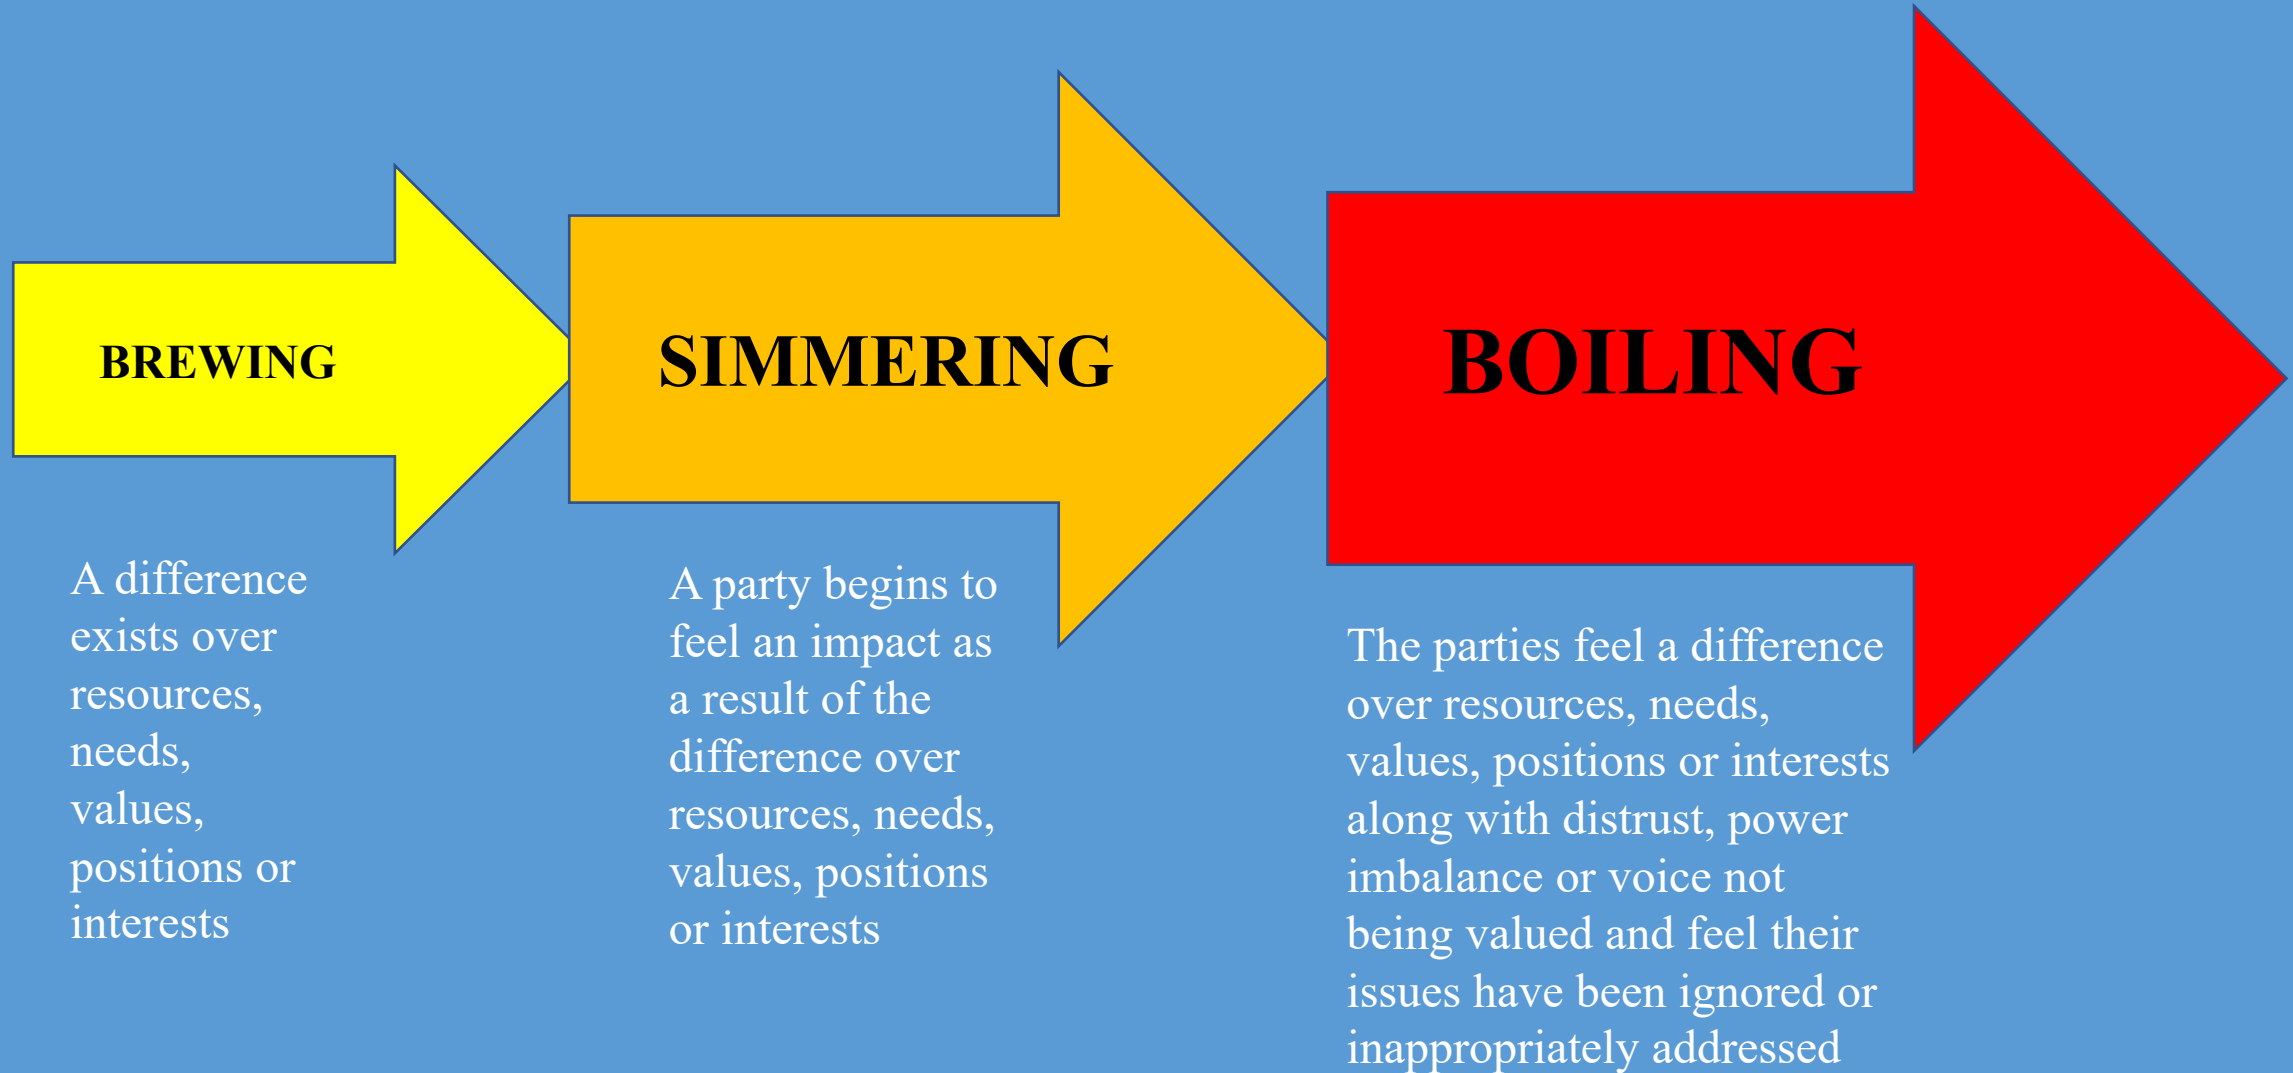 BREWING
A difference
exists over
resources,
needs,
values,
positions or
interests
SIMMERING
A party begins to
feel an impact as
a result of the
difference over
resources, needs,
values, positions
or interests
BOILING
The parties feel a difference
over resources, needs,
values, positions or interests
along with distrust, power
imbalance or voice not
being valued and feel their
issues have been ignored or
inappropriately addressed